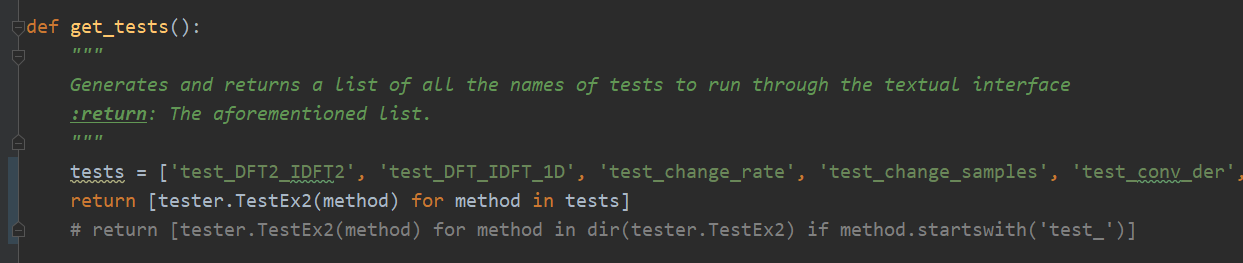 def get_tests():
"""
Generates and returns a list of all the names of tests to run through the textual interface
:return: The aforementioned list.
"""
tests = ['test_DFT2_IDFT2', 'test_DFT_IDFT_1D', 'test_change_rate', 'test_change_samples', 'test_conv_der',
return [tester.TestEx2(method) for method in tests]
# return [tester.TestEx2(method) for method in dir(tester.TestEx2) if method.startswith('test_')]